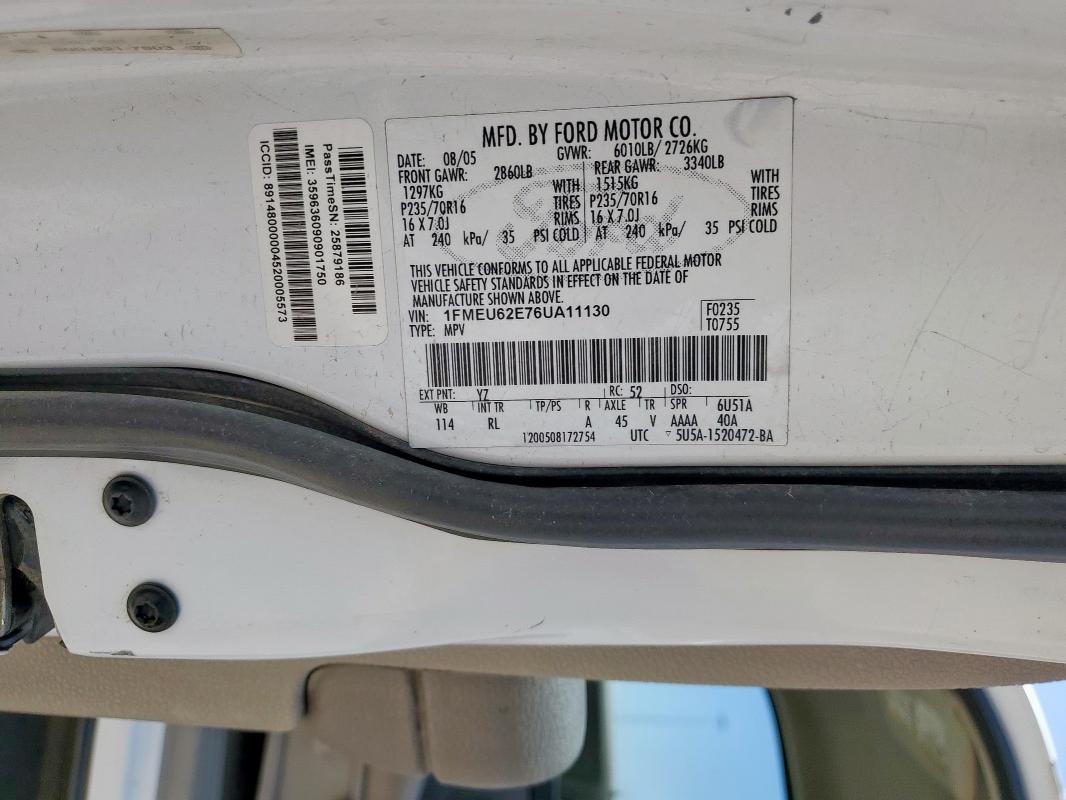 MFD. BY FORD MOTOR CO.
DATE: 08/05 GVWR: 6010LB/ 2726KG
FRONT GAWR: 2860LB REAR GAWR: 3340LB
1297KG WITH 1515KG WITH
P235/70R16 TIRES P235/70R16 TIRES
16 X 7.0J RIMS 16 X 7.0J RIMS
AT 240 kPa/ 35 PSI COLD AT 240 kPa/ 35 PSI COLD
THIS VEHICLE CONFORMS TO ALL APPLICABLE FEDERAL MOTOR
VEHICLE SAFETY STANDARDS IN EFFECT ON THE DATE OF
MANUFACTURE SHOWN ABOVE.
VIN: 1FMEU62E76UA11130 F0235
TYPE: MPV T0755
EXT PNT: YZ RC: 52 DSO:
WB INT TR TP/PS R AXLE TR SPR 6U51A
114 RL A 45 V AAAA 40A
1200508172754 UTC ▽ 5U5A-1520472-BA
PassTimeSN: 25879186
IMEI: 359636090901750
ICCID: 89148000004520005573